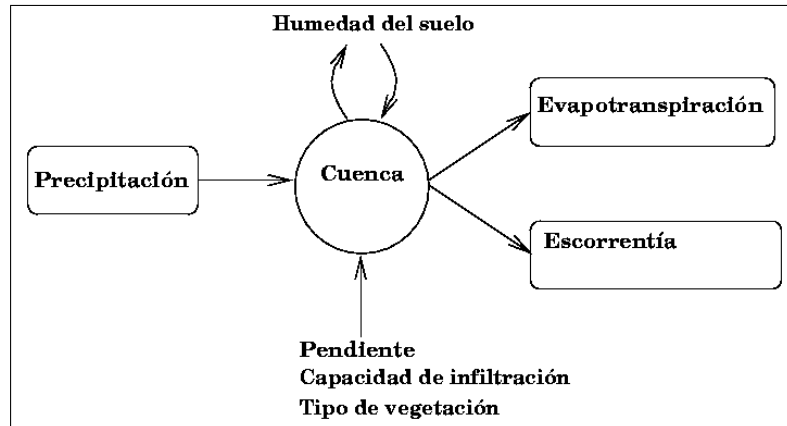 Humedad del suelo
Evapotranspiración
Precipitación
Cuenca
Escorrentía
Pendiente
Capacidad de infiltración
Tipo de vegetación